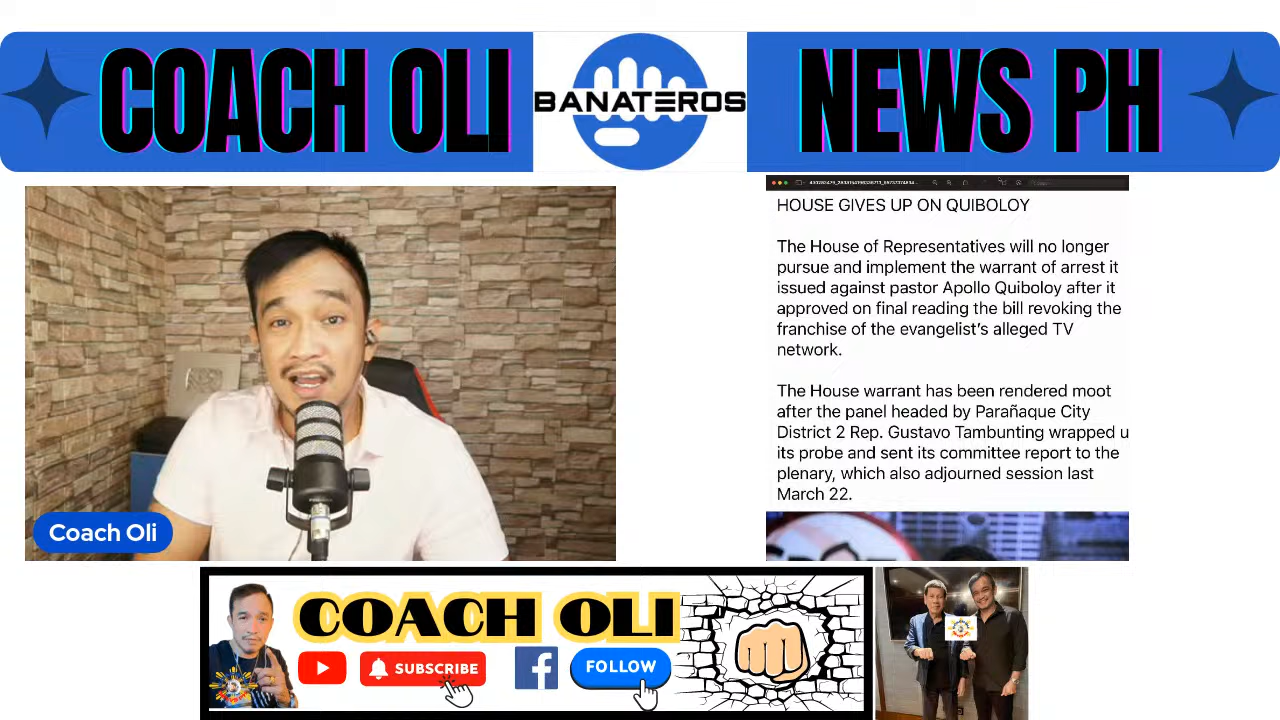 COACH OLI
BANATEROS
NEWS PH
HOUSE GIVES UP ON QUIBOLOY
The House of Representatives will no longer
pursue and implement the warrant of arrest it
issued against pastor Apollo Quiboloy after it
approved on final reading the bill revoking the
franchise of the evangelist's alleged TV
network.
The House warrant has been rendered moot
after the panel headed by Parañaque City
District 2 Rep. Gustavo Tambunting wrapped u
its probe and sent its committee report to the
plenary, which also adjourned session last
March 22.
Coach Oli
COACH OLI
SUBSCRIBE
FOLLOW